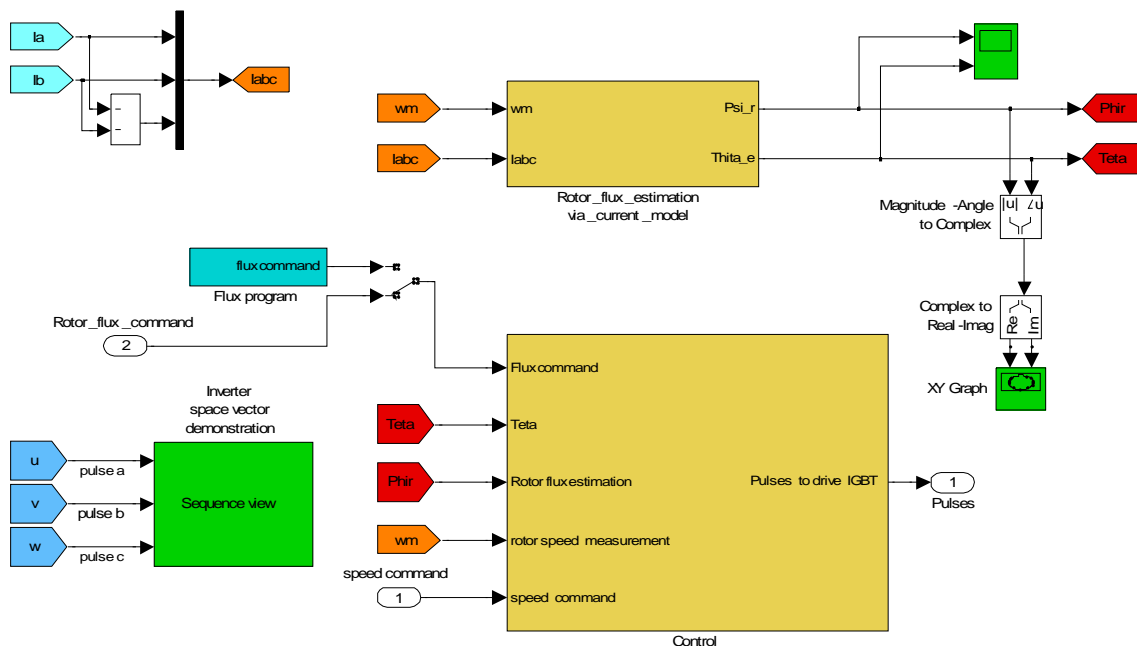 Ia
Ib
Iabc
wm
Iabc
wm
Iabc
Psi_r
Thita_e
Rotor_flux_estimation
via_current_model
Phir
Teta
Magnitude -Angle
to Complex
|u|
∠u
Complex to
Real-Imag
Re
Im
XY Graph
flux command
Flux program
Rotor_flux_command
2
Inverter
space vector
demonstration
u
v
w
pulse a
pulse b
pulse c
Sequence view
Teta
Phir
wm
speed command
1
Flux command
Teta
Rotor flux estimation
rotor speed measurement
speed command
Pulses to drive IGBT
Control
1
Pulses